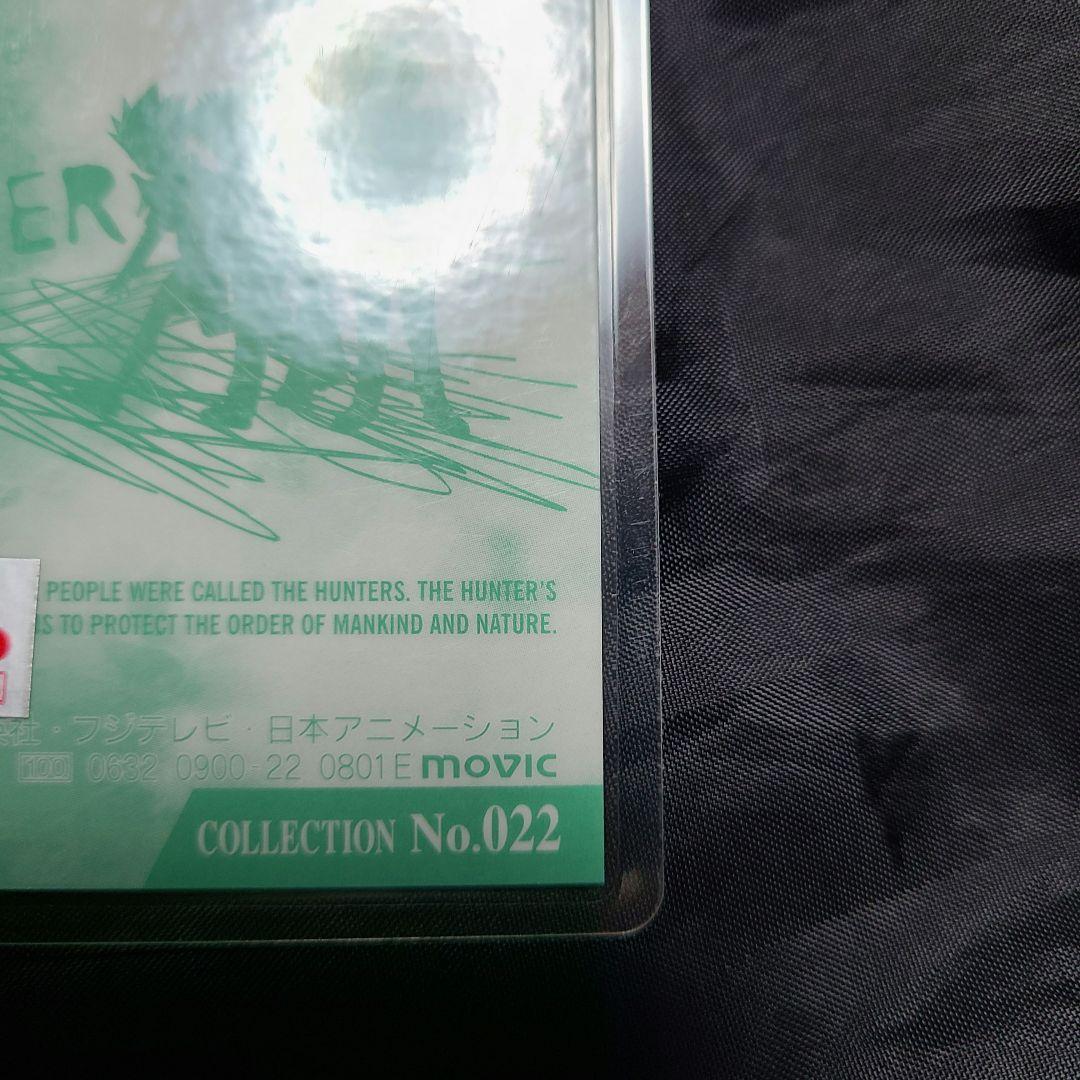 ER
PEOPLE WERE CALLED THE HUNTERS. THE HUNTER'S
S TO PROTECT THE ORDER OF MANKIND AND NATURE.
社・フジテレビ・日本アニメーション
100 0632 0900-22 0801E movic
COLLECTION No.022